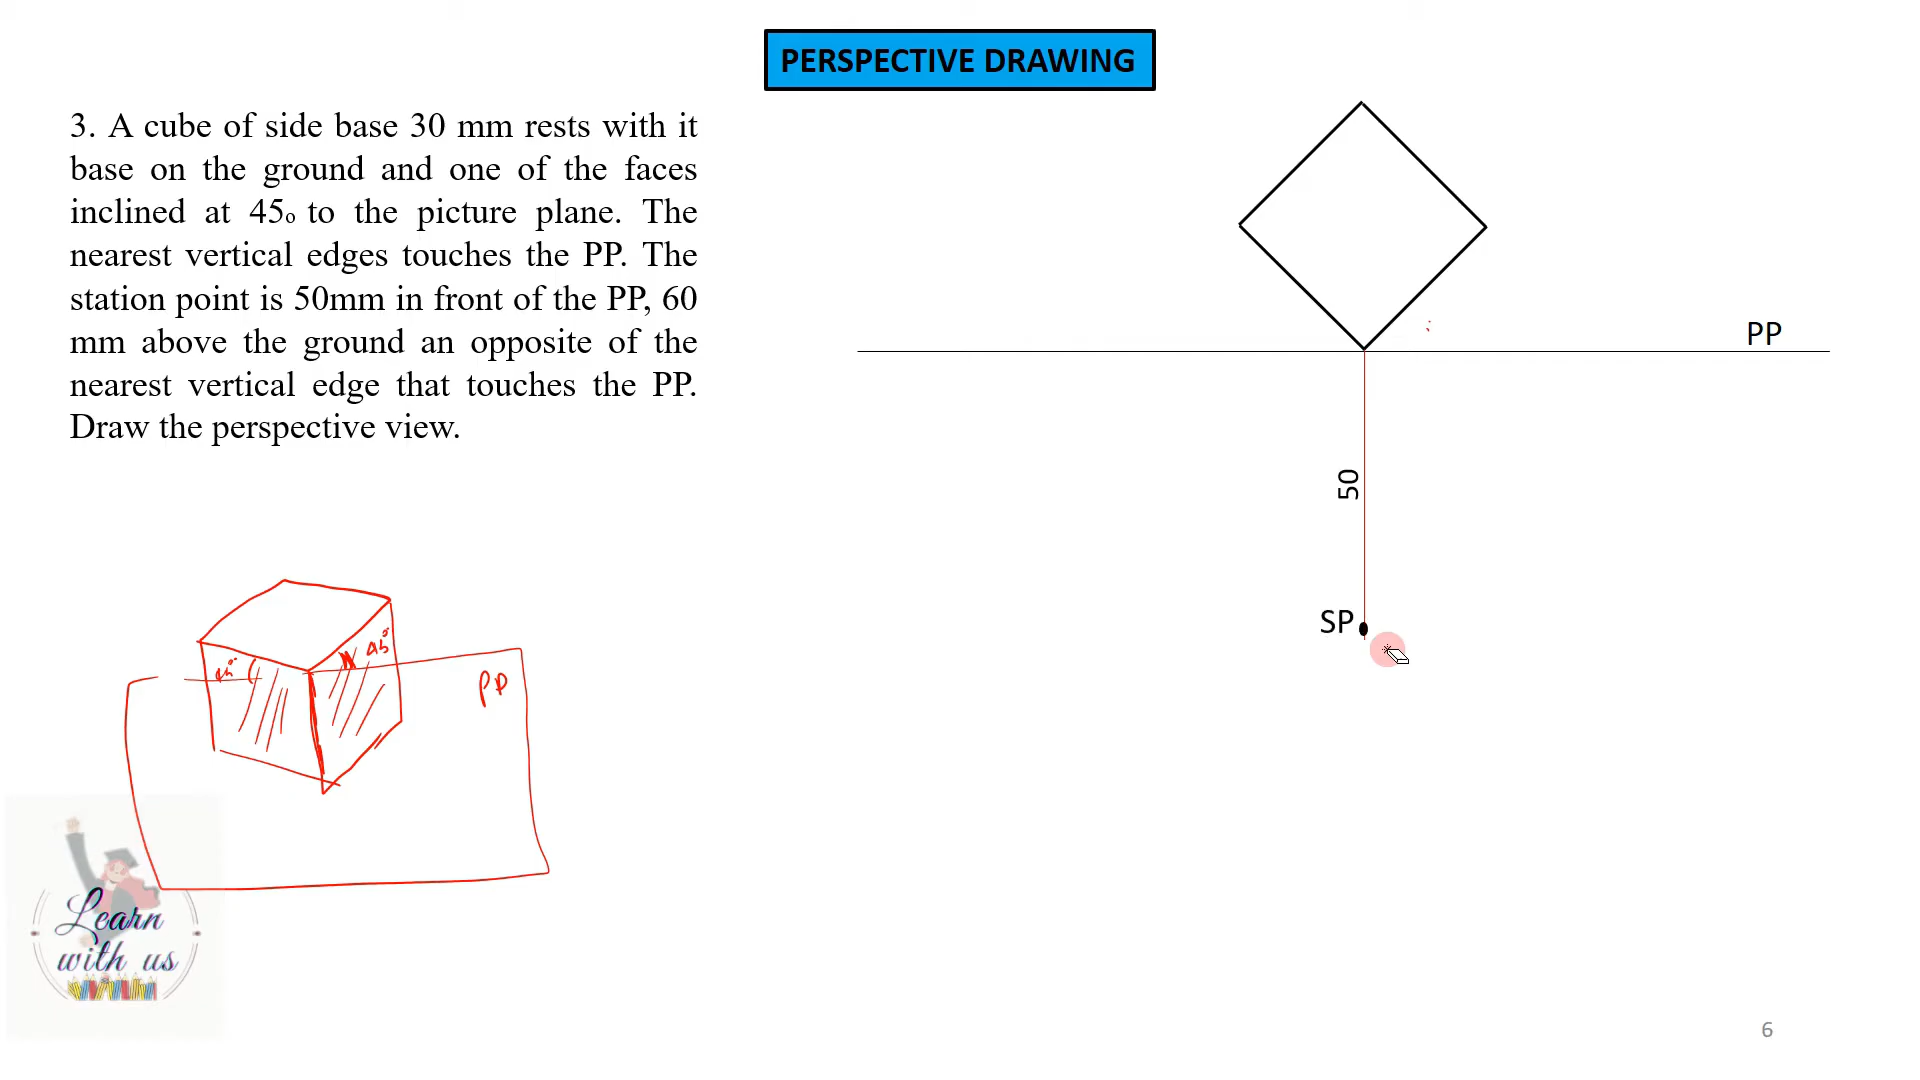 PERSPECTIVE DRAWING
3. A cube of side base 30 mm rests with it
base on the ground and one of the faces
inclined at 45o to the picture plane. The
nearest vertical edges touches the PP. The
station point is 50mm in front of the PP, 60
mm above the ground an opposite of the
nearest vertical edge that touches the PP.
Draw the perspective view.
PP
50
SP
45°
45°
PP
Learn
with us
6